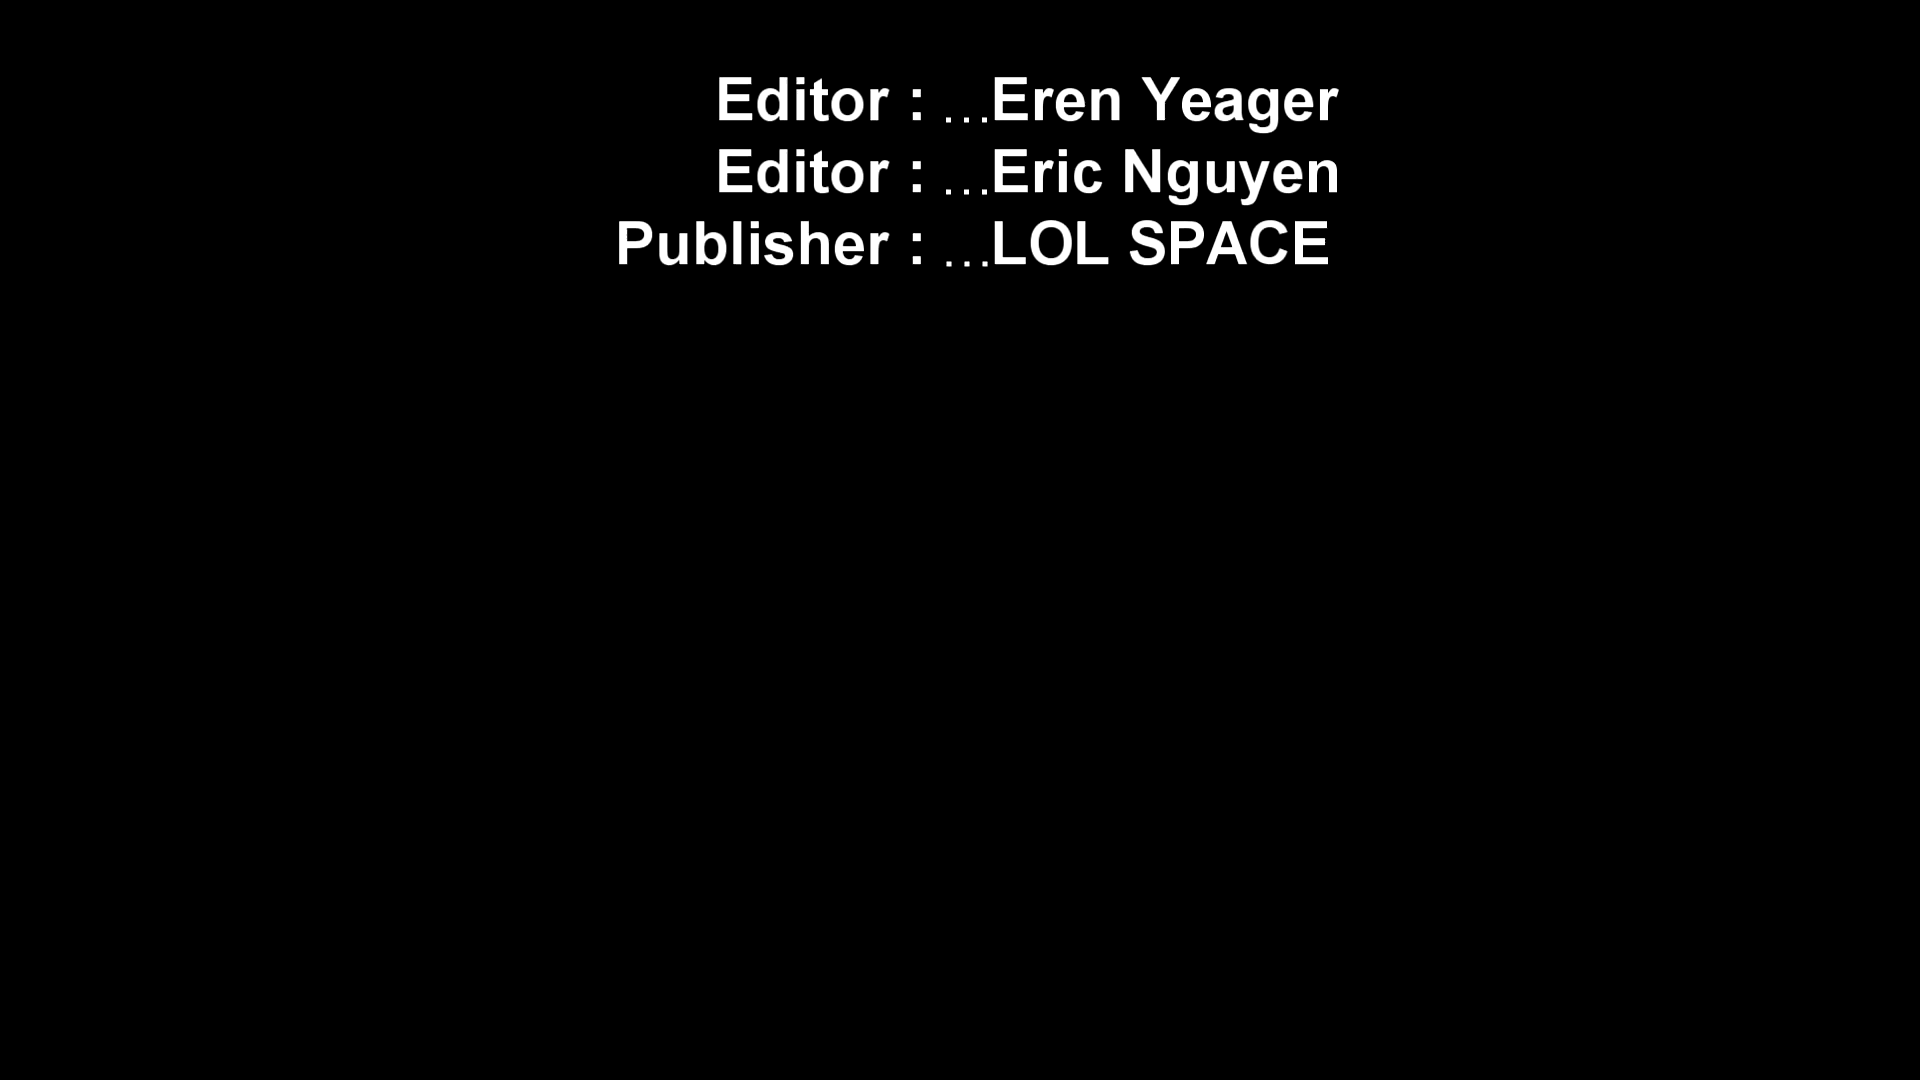 Editor : ...Eren Yeager
Editor : ...Eric Nguyen
Publisher : ...LOL SPACE